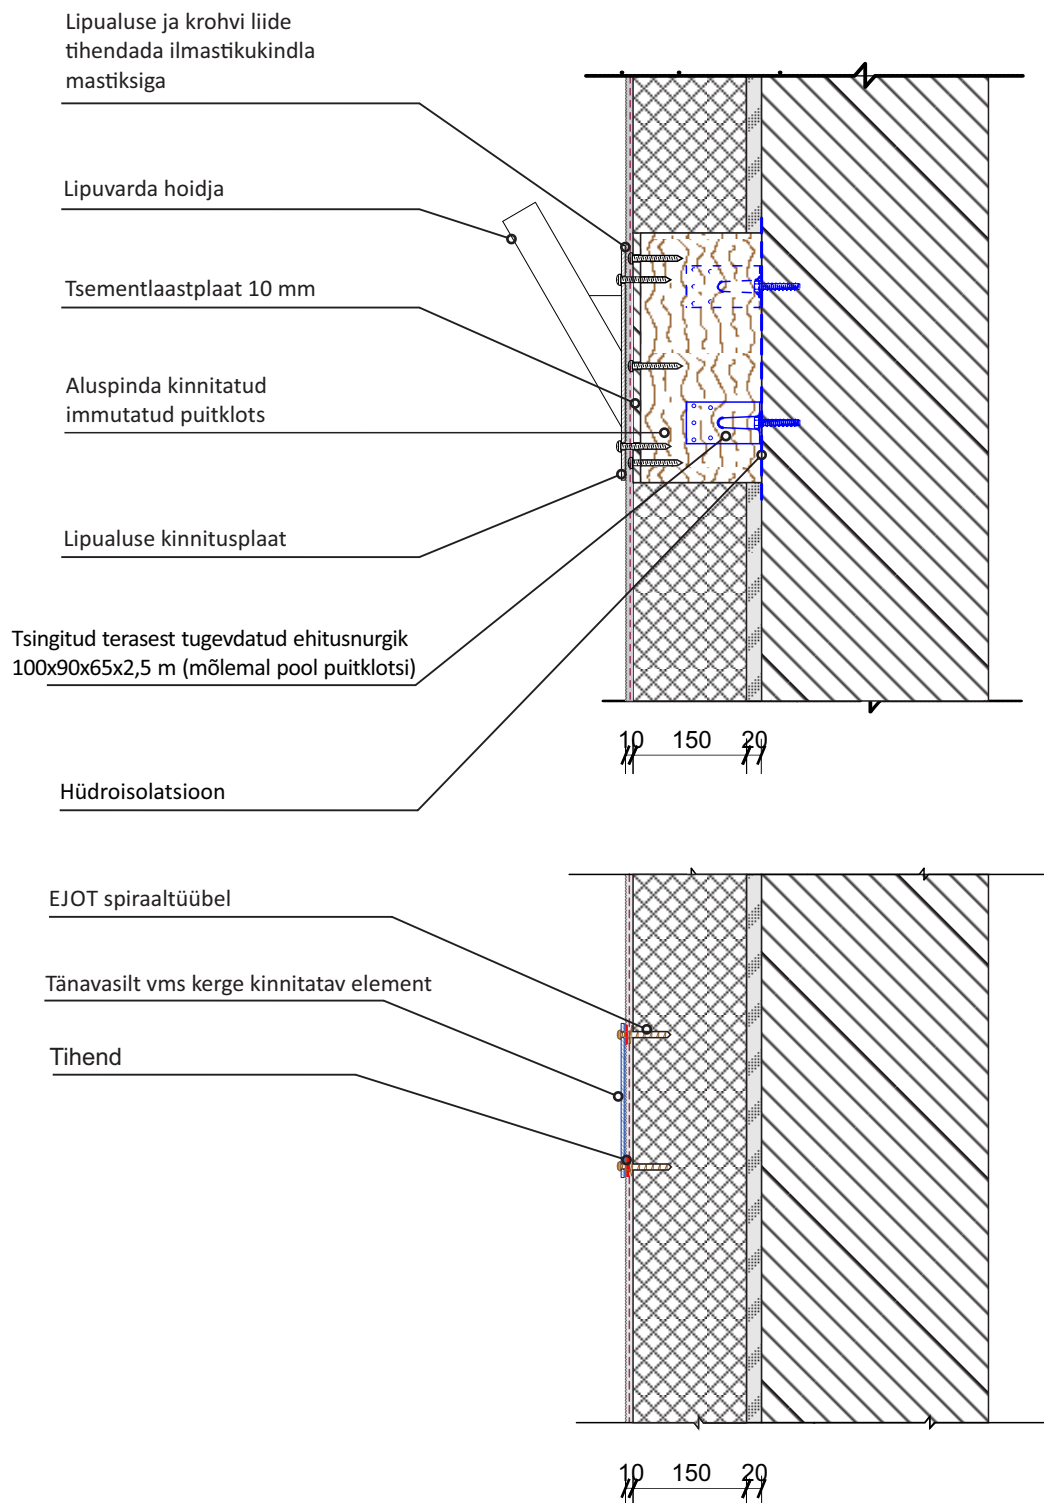 Lipualuse ja krohvi liide
tihendada ilmastikukindla
mastiksiga
Lipuvarda hoidja
Tsementlaastplaat 10 mm
Aluspinda kinnitatud
immutatud puitklots
Lipualuse kinnitusplaat
Tsingitud terasest tugevdatud ehitusnurgik
100x90x65x2,5 m (mõlemal pool puitklotsi)
10 150 20
Hüdroisolatsioon
EJOT spiraaltüübel
Tänavasilt vms kerge kinnitatav element
Tihend
10 150 20